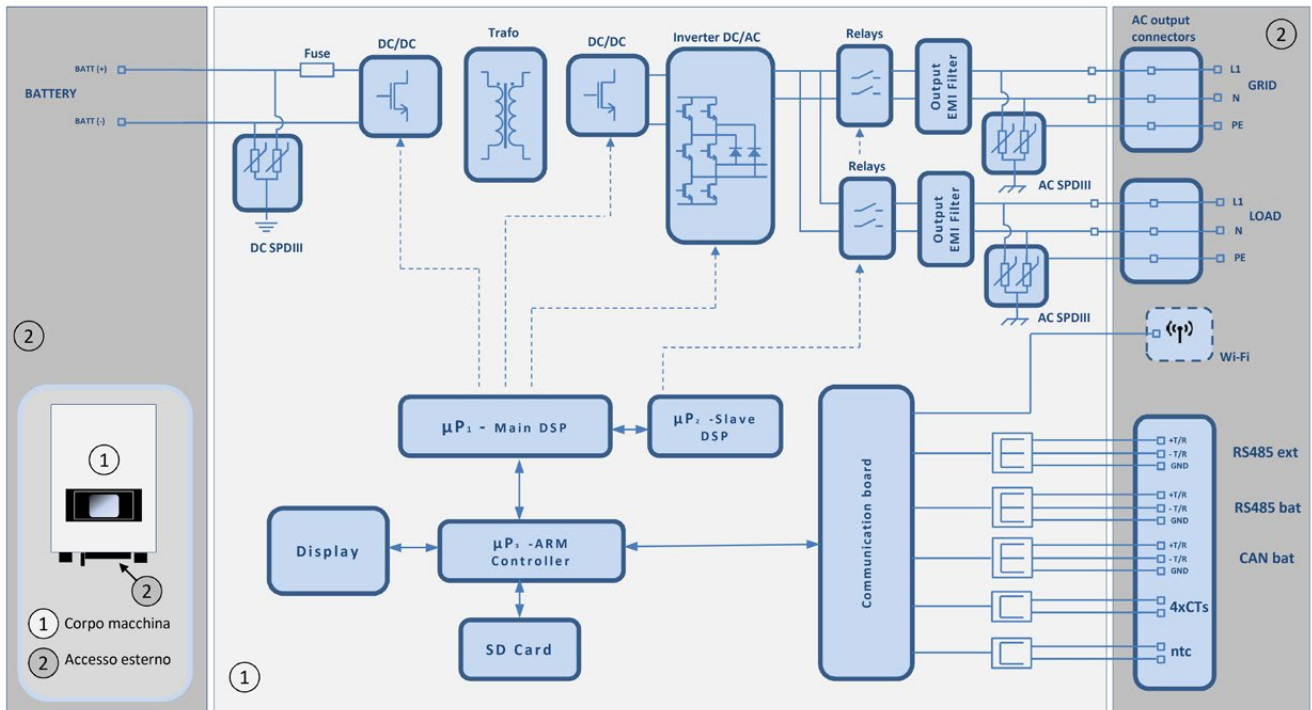 BATT (+)
BATTERY
BATT (-)
Fuse
DC/DC
Trafo
DC/DC
Inverter DC/AC
Relays
Output
EMI Filter
AC output
connectors
2
L1
GRID
N
PE
DC SPDIII
AC SPDIII
Relays
Output
EMI Filter
L1
LOAD
N
PE
AC SPDIII
Wi-Fi
2
μP₁ - Main DSP
μP₂ -Slave
DSP
Display
μP₃ -ARM
Controller
SD Card
Communication board
+T/R
- T/R
GND
RS485 ext
+T/R
- T/R
GND
RS485 bat
+T/R
- T/R
GND
CAN bat
4xCTs
ntc
1
2
1 Corpo macchina
2 Accesso esterno
1